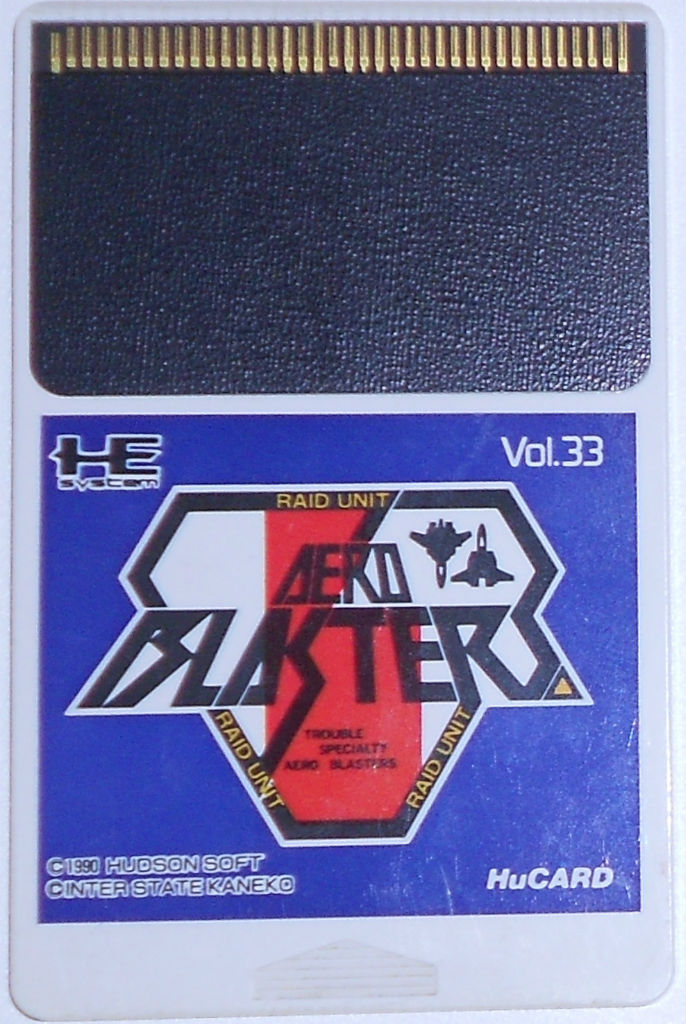 HE
SYSTEM
Vol.33
RAID UNIT
AERO
BLASTERS
RAID UNIT
TROUBLE
SPECIALTY
AERO BLASTERS
RAID UNIT
©1990 HUDSON SOFT
©INTER STATE KANEKO
HuCARD